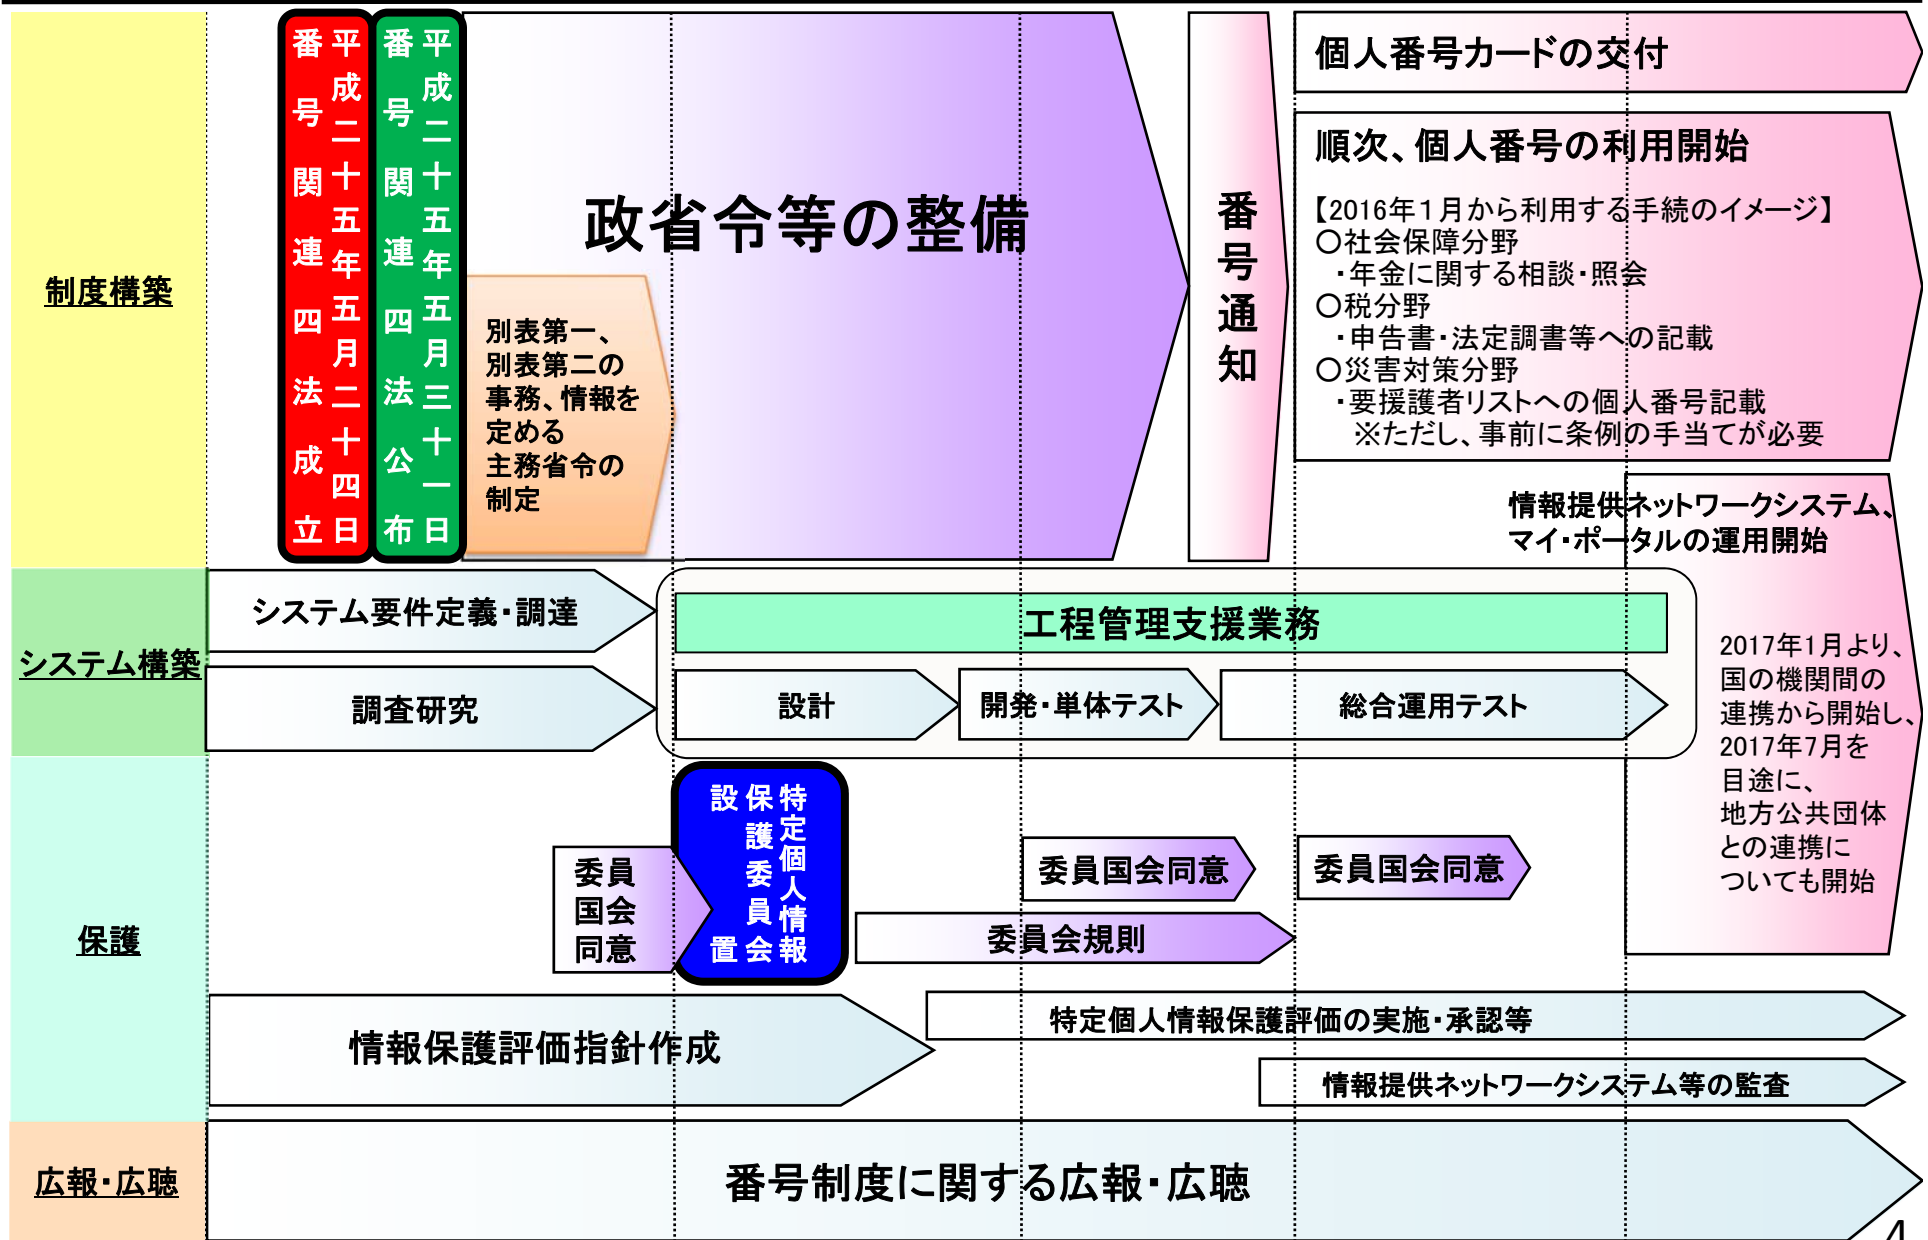 制度構築
平成二十五年五月二十四日
番号関連四法成立
平成二十五年五月三十一日
番号関連四法公布
政省令等の整備
別表第一、
別表第二の
事務、情報を
定める
主務省令の
制定
番号通知
個人番号カードの交付
順次、個人番号の利用開始
【2016年1月から利用する手続のイメージ】
○社会保障分野
・年金に関する相談・照会
○税分野
・申告書・法定調書等への記載
○災害対策分野
・要援護者リストへの個人番号記載
※ただし、事前に条例の手当てが必要
情報提供ネットワークシステム、
マイ・ポータルの運用開始
2017年1月より、
国の機関間の
連携から開始し、
2017年7月を
目途に、
地方公共団体
との連携に
ついても開始
システム構築
システム要件定義・調達
調査研究
工程管理支援業務
設計
開発・単体テスト
総合運用テスト
保護
委員
国会
同意
特定個人情報
保護委員会
設置
委員国会同意
委員国会同意
委員会規則
情報保護評価指針作成
特定個人情報保護評価の実施・承認等
情報提供ネットワークシステム等の監査
広報・広聴
番号制度に関する広報・広聴
4